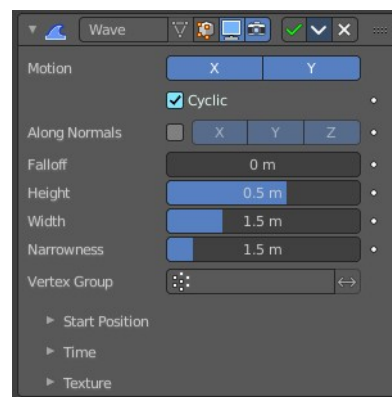 Wave
Motion X Y
Cyclic
Along Normals X Y Z
Falloff 0 m
Height 0.5 m
Width 1.5 m
Narrowness 1.5 m
Vertex Group
Start Position
Time
Texture